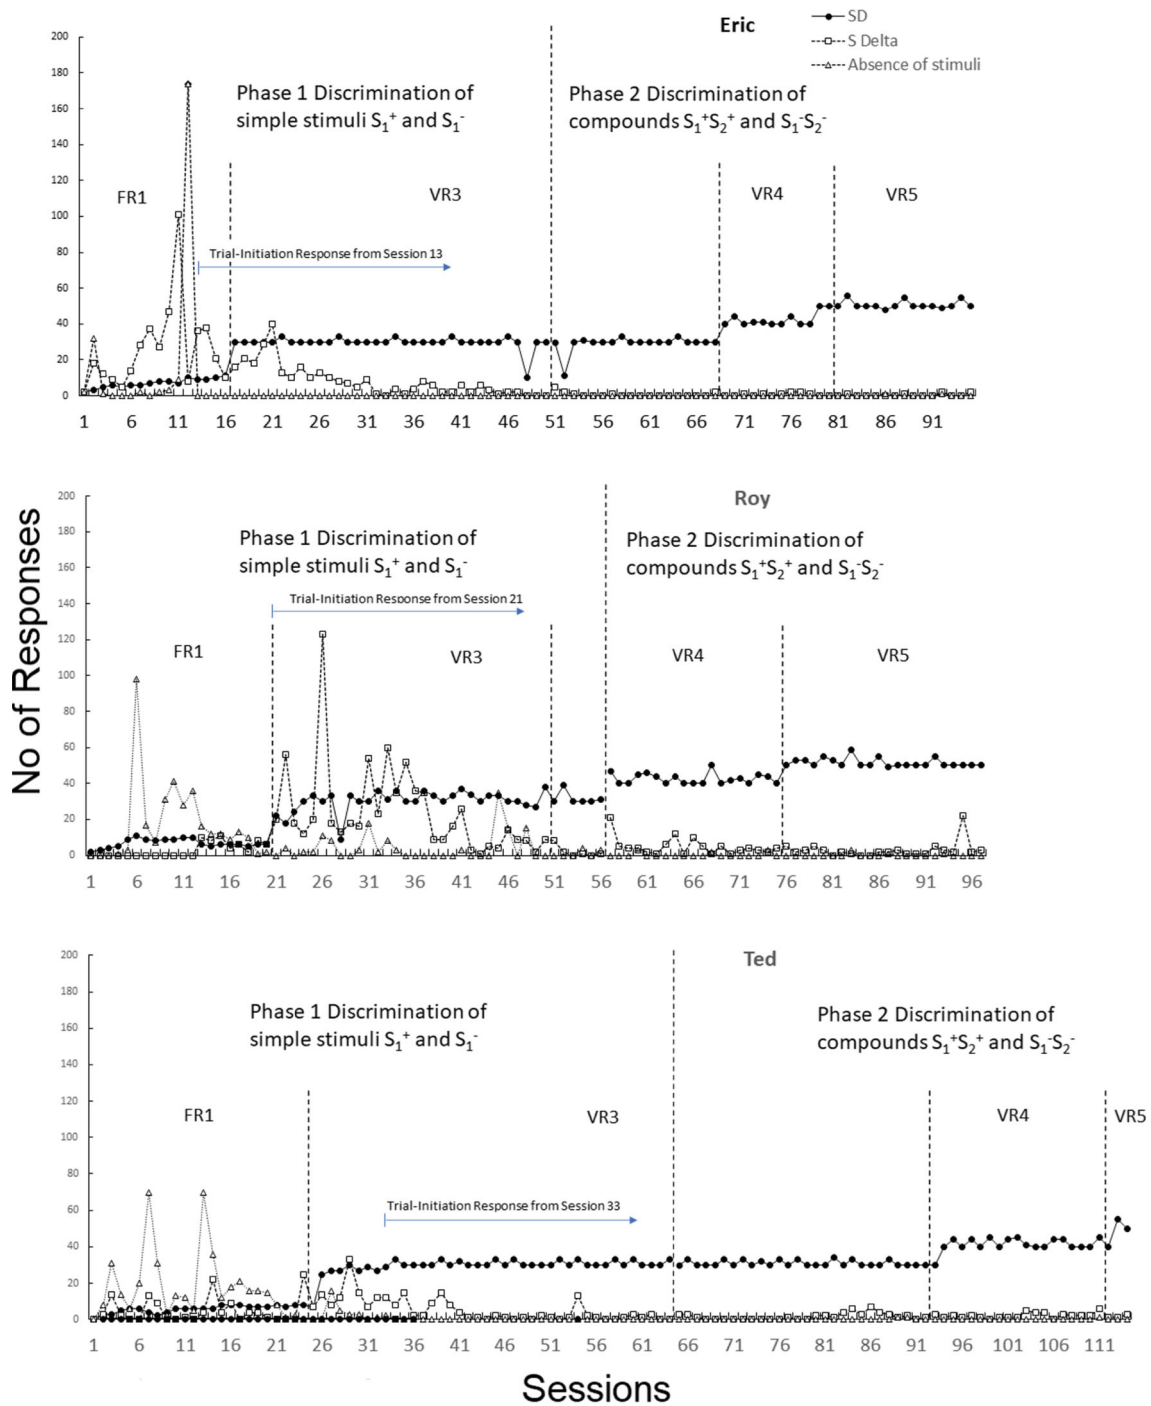 Eric
SD
S Delta
Absence of stimuli
200
180
160
140
120
100
80
60
40
20
0
Phase 1 Discrimination of
simple stimuli S₁⁺ and S₁⁻
Phase 2 Discrimination of
compounds S₁⁺S₂⁺ and S₁⁻S₂⁻
FR1
VR3
VR4
VR5
Trial-Initiation Response from Session 13
1 6 11 16 21 26 31 36 41 46 51 56 61 66 71 76 81 86 91
No of Responses
Roy
200
180
160
140
120
100
80
60
40
20
0
Phase 1 Discrimination of
simple stimuli S₁⁺ and S₁⁻
Phase 2 Discrimination of
compounds S₁⁺S₂⁺ and S₁⁻S₂⁻
Trial-Initiation Response from Session 21
FR1
VR3
VR4
VR5
1 6 11 16 21 26 31 36 41 46 51 56 61 66 71 76 81 86 91 96
Ted
200
180
160
140
120
100
80
60
40
20
0
Phase 1 Discrimination of
simple stimuli S₁⁺ and S₁⁻
Phase 2 Discrimination of
compounds S₁⁺S₂⁺ and S₁⁻S₂⁻
FR1
VR3
VR4
VR5
Trial-Initiation Response from Session 33
1 6 11 16 21 26 31 36 41 46 51 56 61 66 71 76 81 86 91 96 101 106 111
Sessions